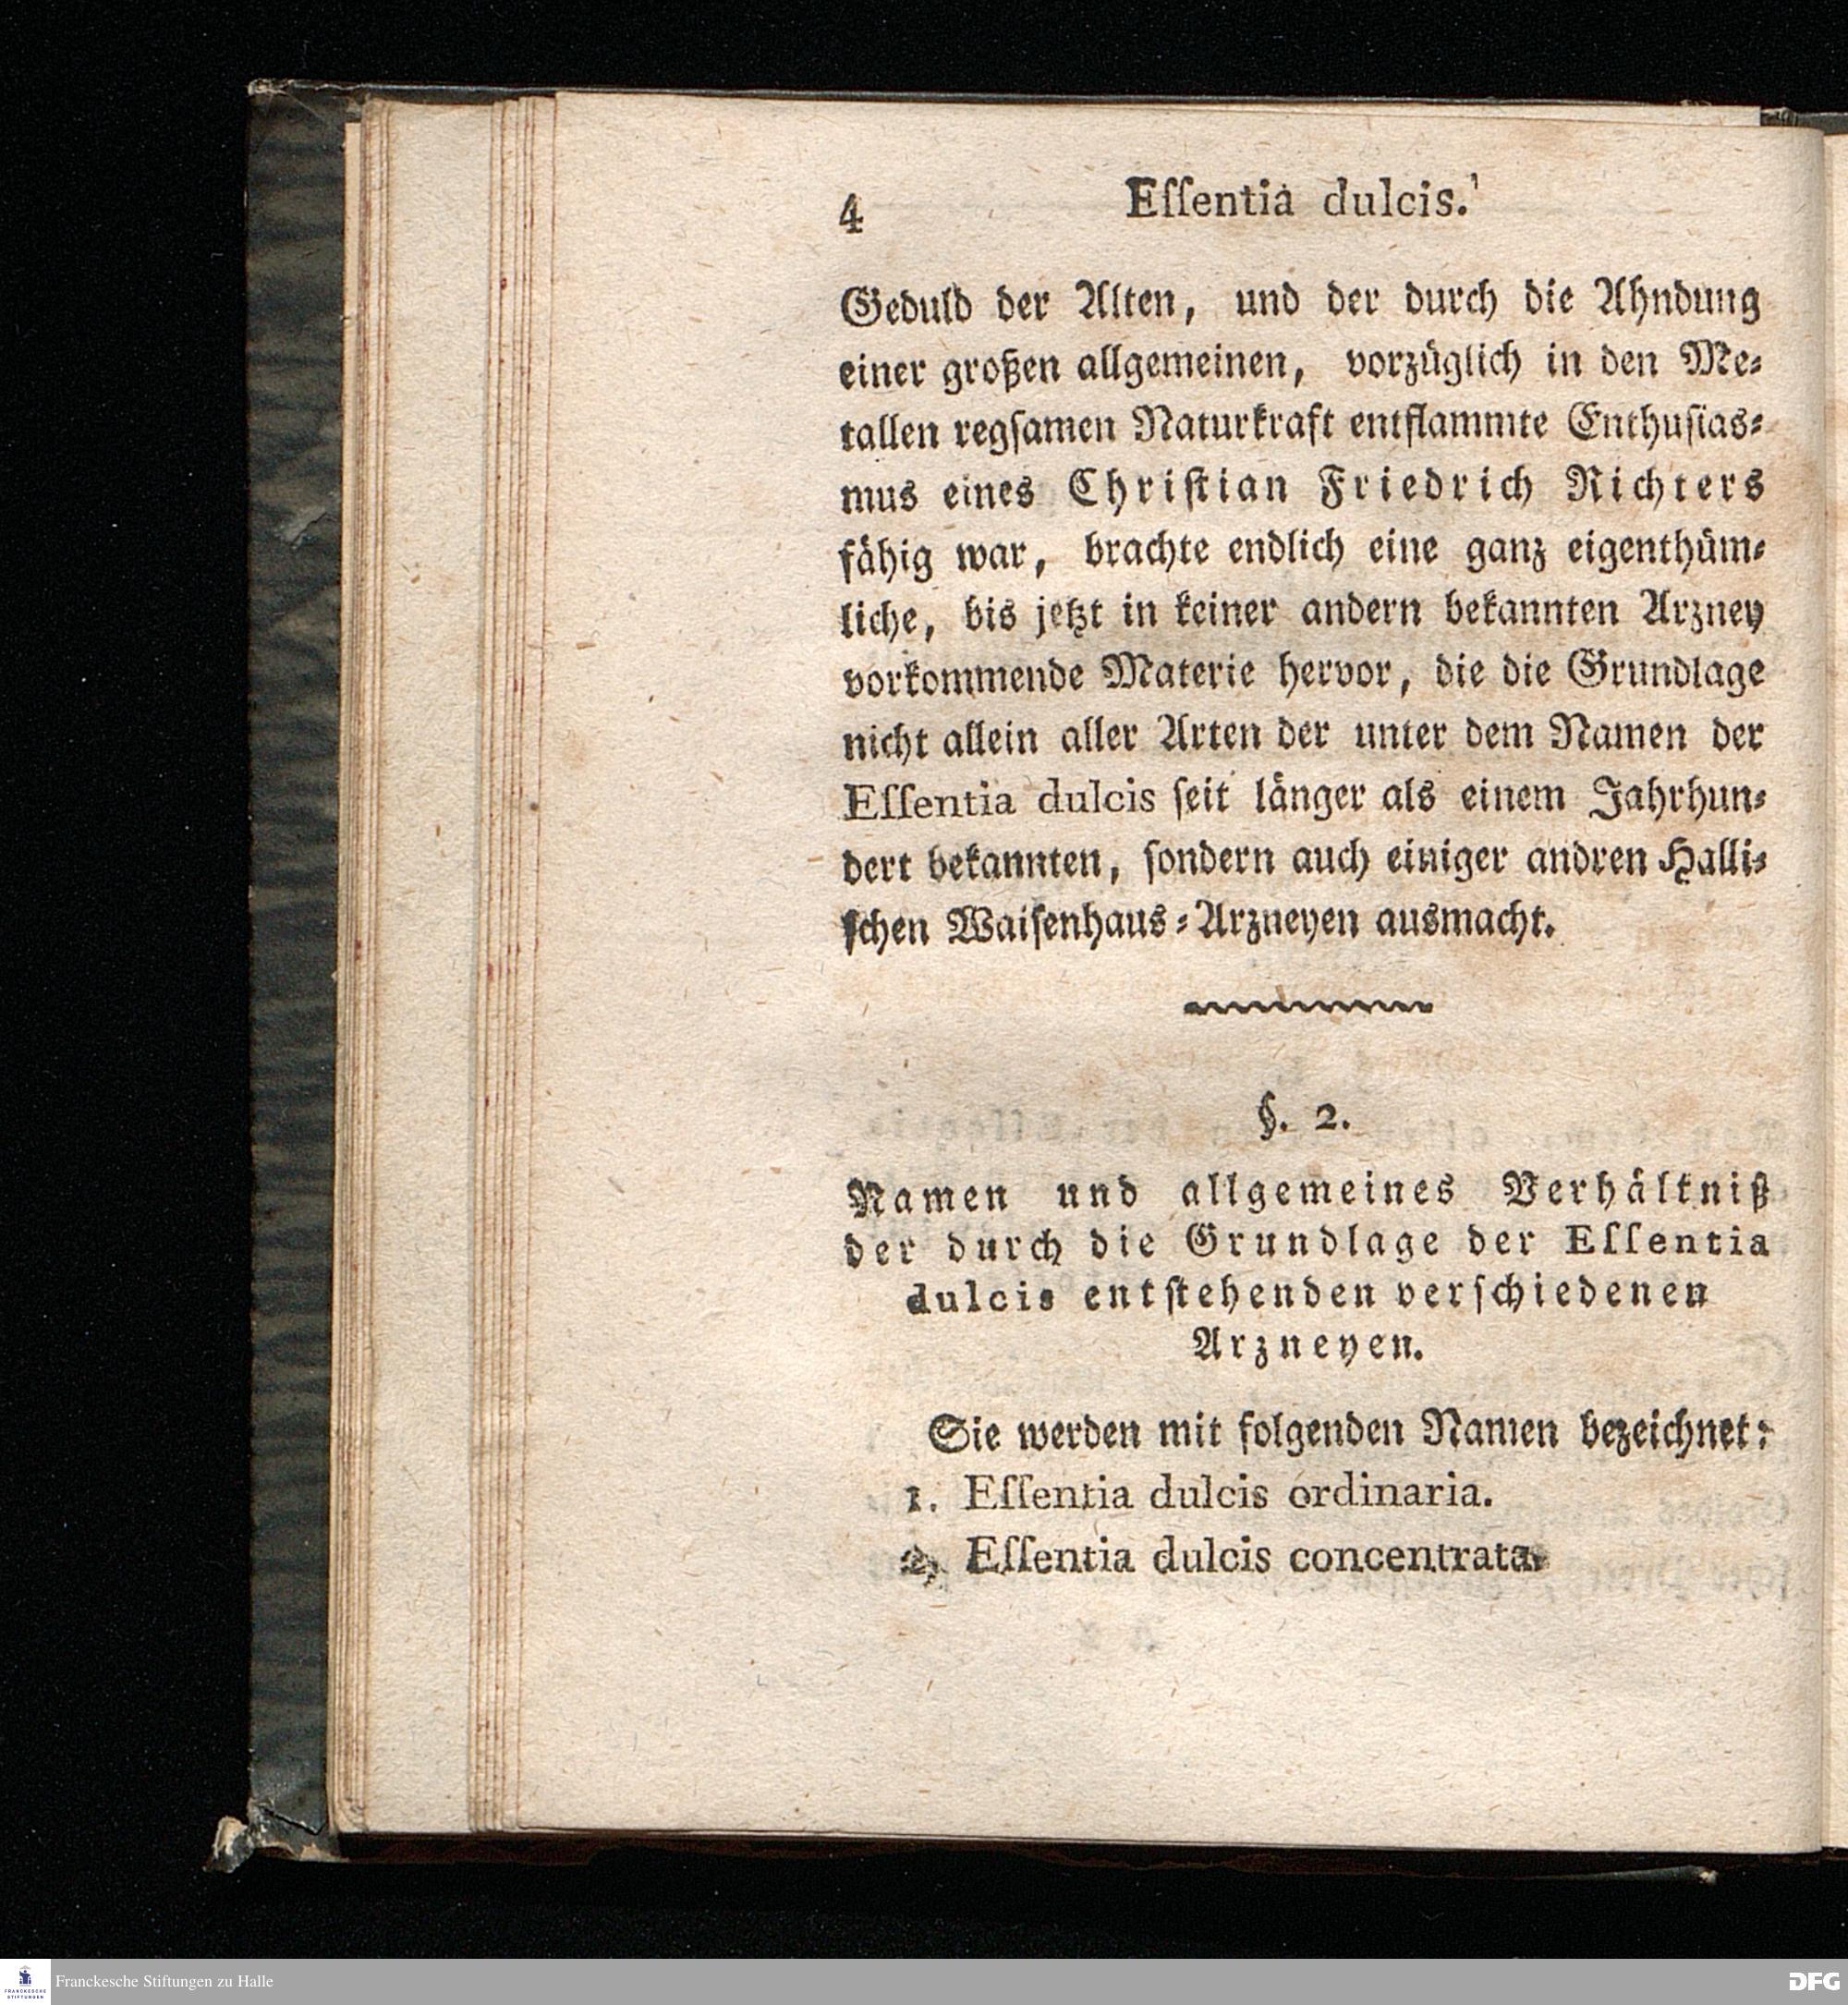 4 Eſſentia dulcis.
Geduld der Alten, und der durch die Ahndung
einer großen allgemeinen, vorzüglich in den Me⸗
tallen regſamen Naturkraft entflammte Enthuſias⸗
mus eines Chriſtian Friedrich Richters
fähig war, brachte endlich eine ganz eigenthüm⸗
liche, bis jetzt in keiner andern bekannten Arzney
vorkommende Materie hervor, die die Grundlage
nicht allein aller Arten der unter dem Namen der
Eſſentia dulcis ſeit länger als einem Jahrhun⸗
dert bekannten, ſondern auch einiger andren Halli⸗
ſchen Waiſenhaus⸗Arzneyen ausmacht.
§. 2.
Namen und allgemeines Verhältniß
der durch die Grundlage der Eſſentia
dulcis entſtehenden verſchiedenen
Arzneyen.
Sie werden mit folgenden Namen bezeichnet:
1. Eſſentia dulcis ordinaria.
2, Eſſentia dulcis concentrata.
Franckesche Stiftungen zu Halle
FRANCKESCHE
STIFTUNGEN
DFG